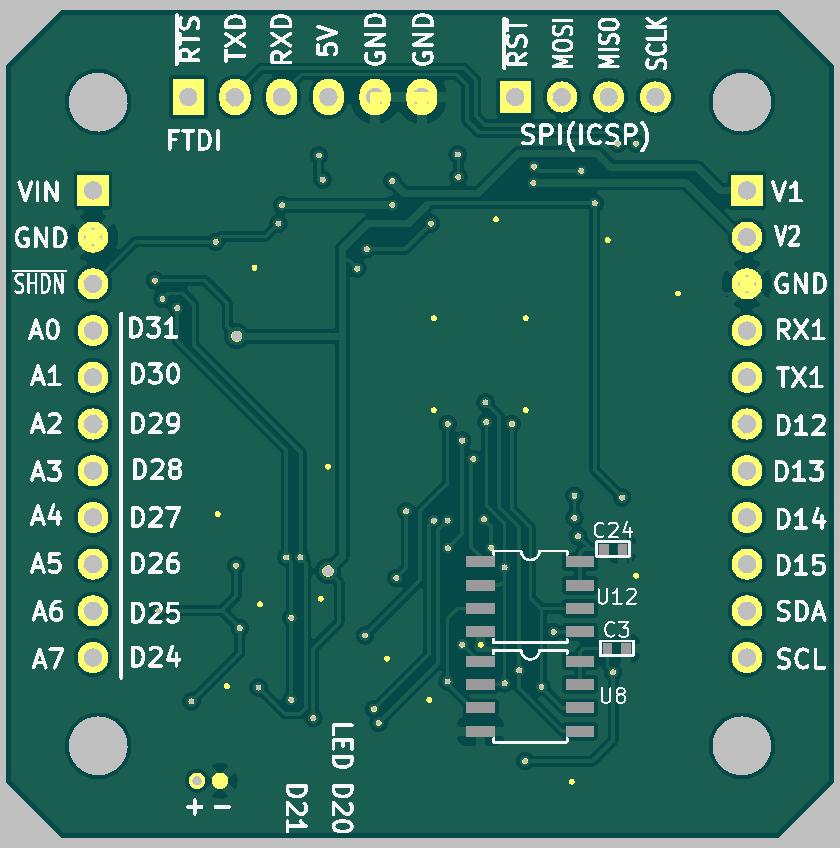 RTS TXD RXD 5V GND GND RST MOSI MISO SCLK
FTDI SPI(ICSP)
VIN V1
GND V2
SHDN GND
A0 D31 RX1
A1 D30 TX1
A2 D29 D12
A3 D28 D13
A4 D27 D14
C24
A5 D26 D15
U12
A6 D25 SDA
C3
A7 D24 SCL
U8
+ -
D21
LED D20